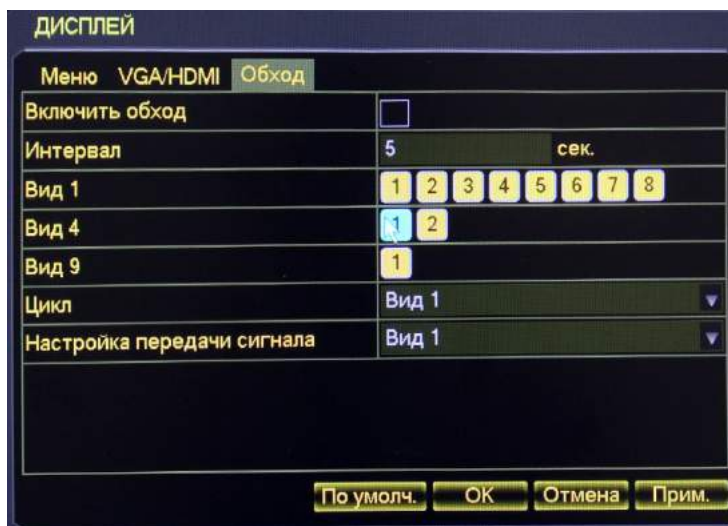 ДИСПЛЕЙ
Меню VGA/HDMI Обход
Включить обход
Интервал 5 сек.
Вид 1 1 2 3 4 5 6 7 8
Вид 4 1 2
Вид 9 1
Цикл Вид 1
Настройка передачи сигнала Вид 1
По умолч. OK Отмена Прим.